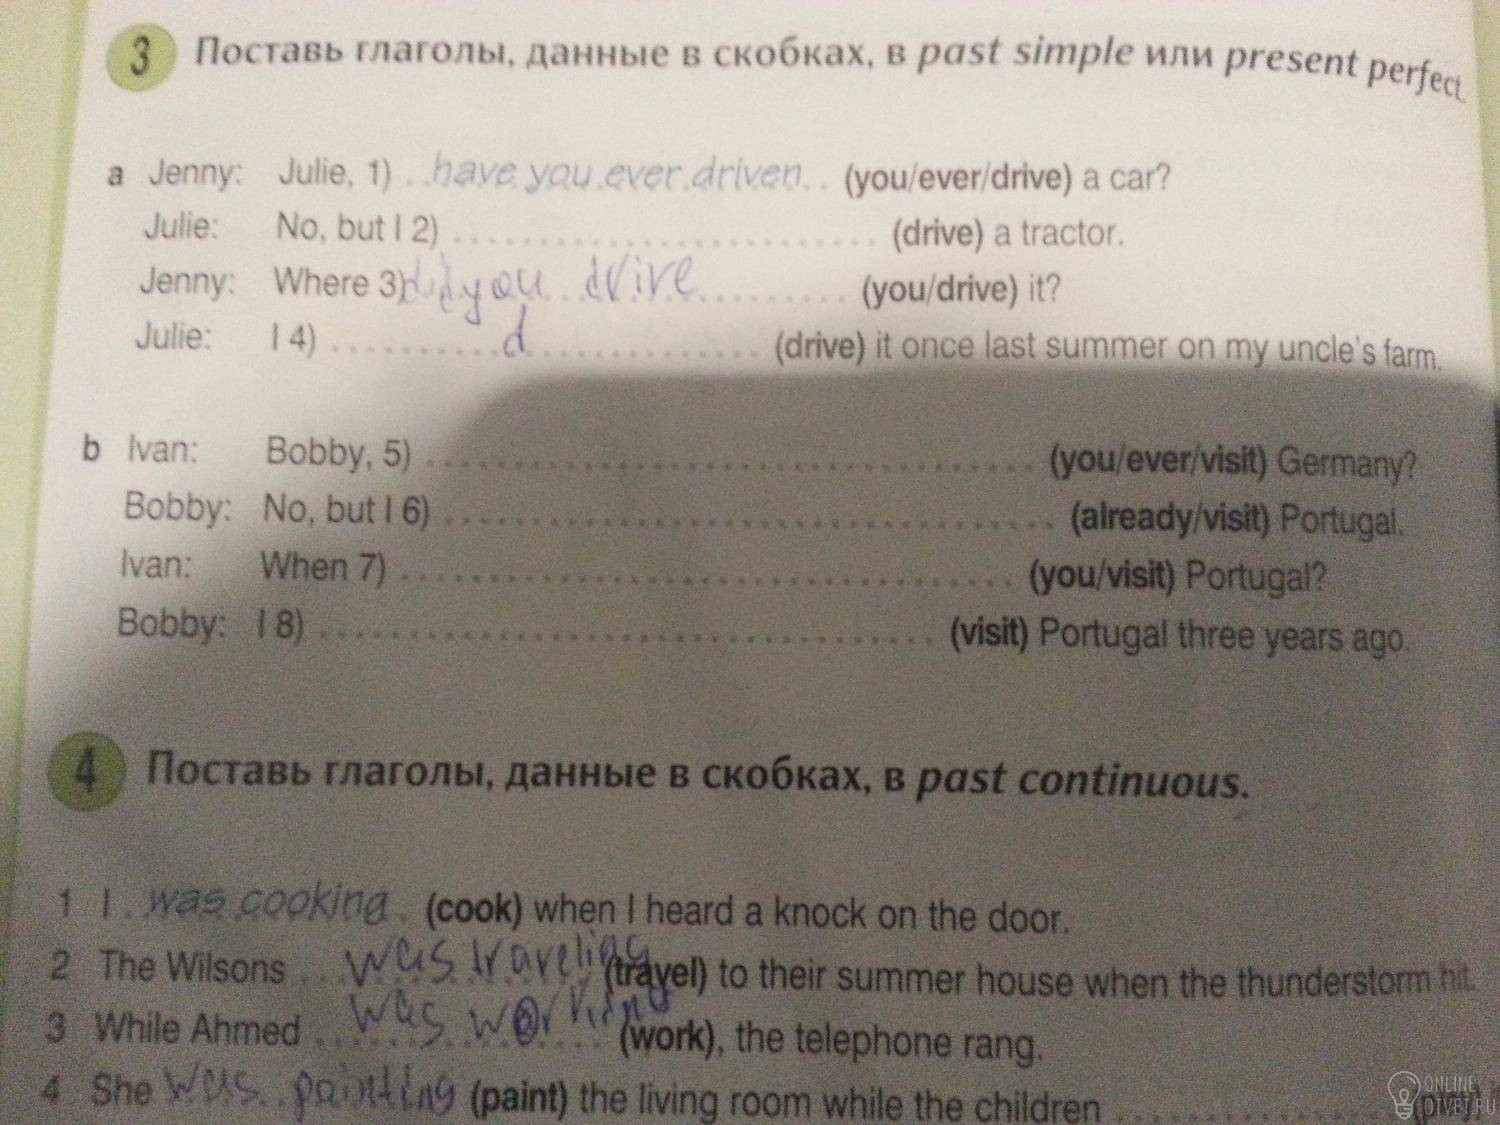 3 Поставь глаголы, данные в скобках, в past simple или present perfect.
a Jenny: Julie, 1) have you ever driven (you/ever/drive) a car?
Julie: No, but I 2) (drive) a tractor.
Jenny: Where 3) did you drive (you/drive) it?
Julie: I 4) d (drive) it once last summer on my uncle's farm.
b Ivan: Bobby, 5) (you/ever/visit) Germany?
Bobby: No, but I 6) (already/visit) Portugal.
Ivan: When 7) (you/visit) Portugal?
Bobby: I 8) (visit) Portugal three years ago.
4 Поставь глаголы, данные в скобках, в past continuous.
1 I was cooking (cook) when I heard a knock on the door.
2 The Wilsons was traveling (travel) to their summer house when the thunderstorm hit.
3 While Ahmed was working (work), the telephone rang.
4 She was painting (paint) the living room while the children
ONLINE
OTVET.RU